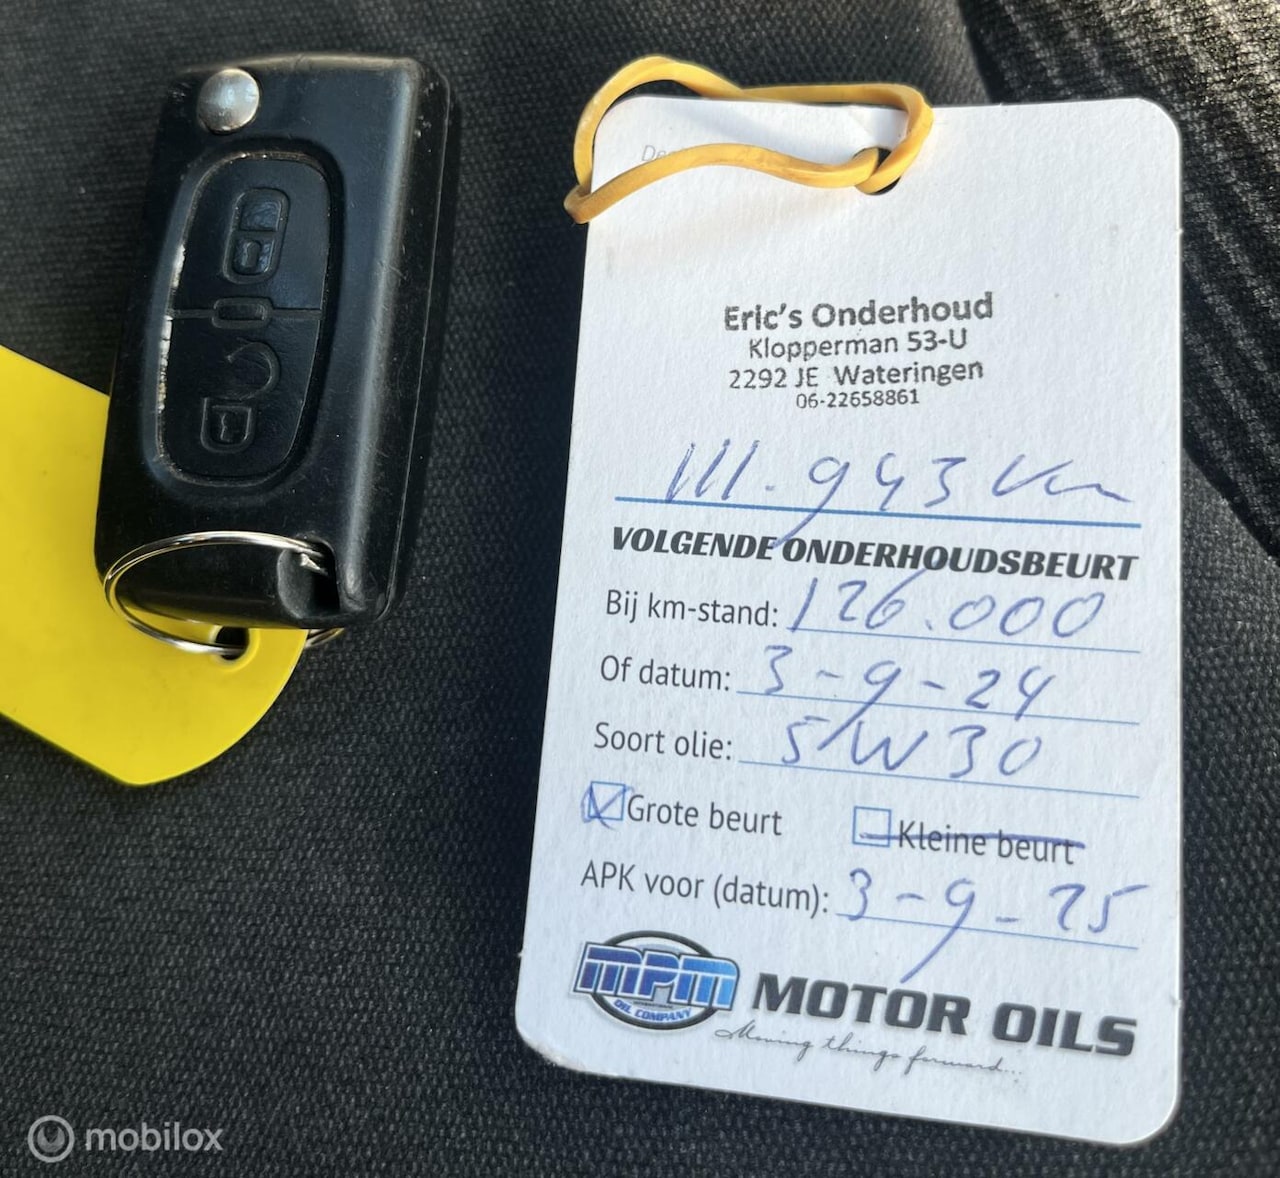 Eric's Onderhoud
Klopperman 53-U
2292 JE Wateringen
06-22658861
111.943 Km
VOLGENDE ONDERHOUDSBEURT
Bij km-stand: 126.000
Of datum: 3-9-24
Soort olie: 5W30
Grote beurt Kleine beurt
APK voor (datum): 3-9-25
MPM MOTOR OILS
OIL COMPANY
Moving things forward...
mobilox